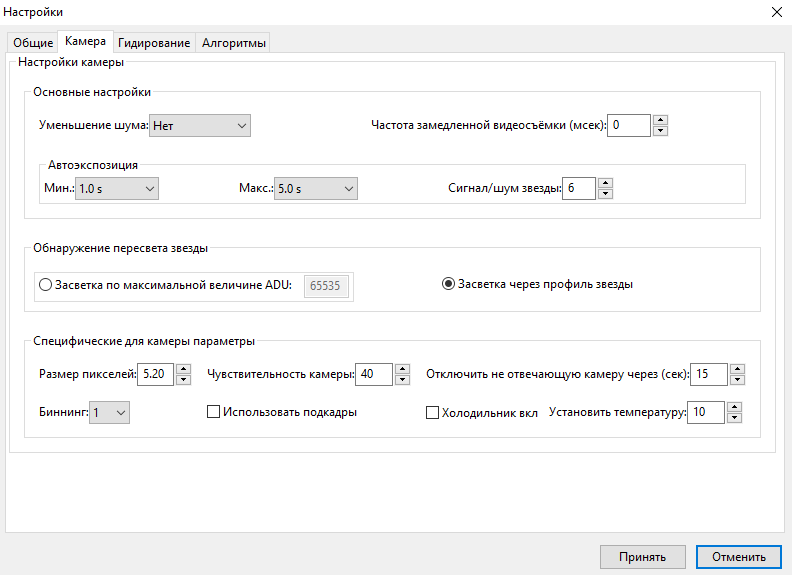 Настройки
Общие Камера Гидирование Алгоритмы
Настройки камеры
Основные настройки
Уменьшение шума: Нет Частота замедленной видеосъёмки (мсек): 0
Автоэкспозиция
Мин.: 1.0 s Макс.: 5.0 s Сигнал/шум звезды: 6
Обнаружение пересвета звезды
Засветка по максимальной величине ADU: 65535 Засветка через профиль звезды
Специфические для камеры параметры
Размер пикселей: 5.20 Чувствительность камеры: 40 Отключить не отвечающую камеру через (сек): 15
Биннинг: 1 Использовать подкадры Холодильник вкл Установить температуру: 10
Принять Отменить